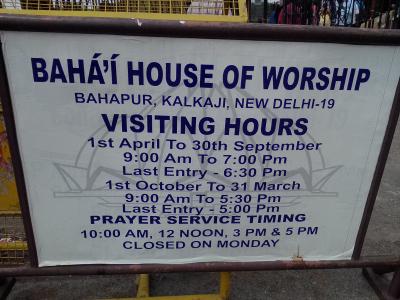 BAHÁ'Í HOUSE OF WORSHIP
BAHAPUR, KALKAJI, NEW DELHI-19
VISITING HOURS
1st April To 30th September
9:00 Am To 7:00 Pm
Last Entry - 6:30 Pm
1st October To 31 March
9:00 Am To 5:30 Pm
Last Entry - 5:00 Pm
PRAYER SERVICE TIMING
10:00 AM, 12 NOON, 3 PM & 5 PM
CLOSED ON MONDAY